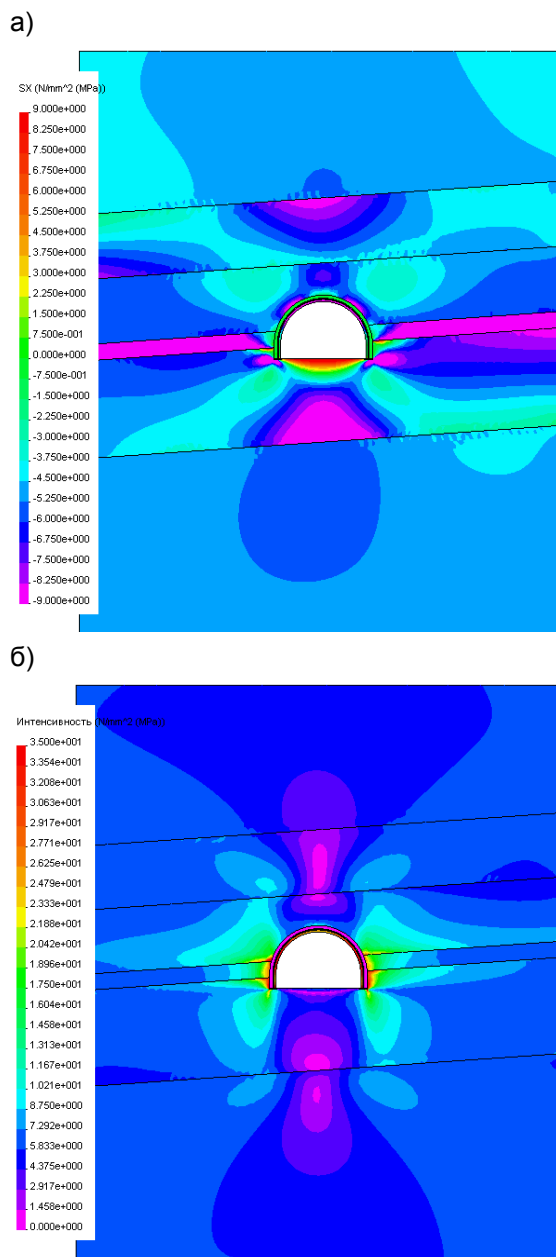 а)
SX (N/mm^2 (MPa))
9.000e+000
8.250e+000
7.500e+000
6.750e+000
6.000e+000
5.250e+000
4.500e+000
3.750e+000
3.000e+000
2.250e+000
1.500e+000
7.500e-001
0.000e+000
-7.500e-001
-1.500e+000
-2.250e+000
-3.000e+000
-3.750e+000
-4.500e+000
-5.250e+000
-6.000e+000
-6.750e+000
-7.500e+000
-8.250e+000
-9.000e+000
б)
Интенсивность (N/mm^2 (MPa))
3.500e+001
3.354e+001
3.208e+001
3.063e+001
2.917e+001
2.771e+001
2.625e+001
2.479e+001
2.333e+001
2.188e+001
2.042e+001
1.896e+001
1.750e+001
1.604e+001
1.458e+001
1.313e+001
1.167e+001
1.021e+001
8.750e+000
7.292e+000
5.833e+000
4.375e+000
2.917e+000
1.458e+000
0.000e+000